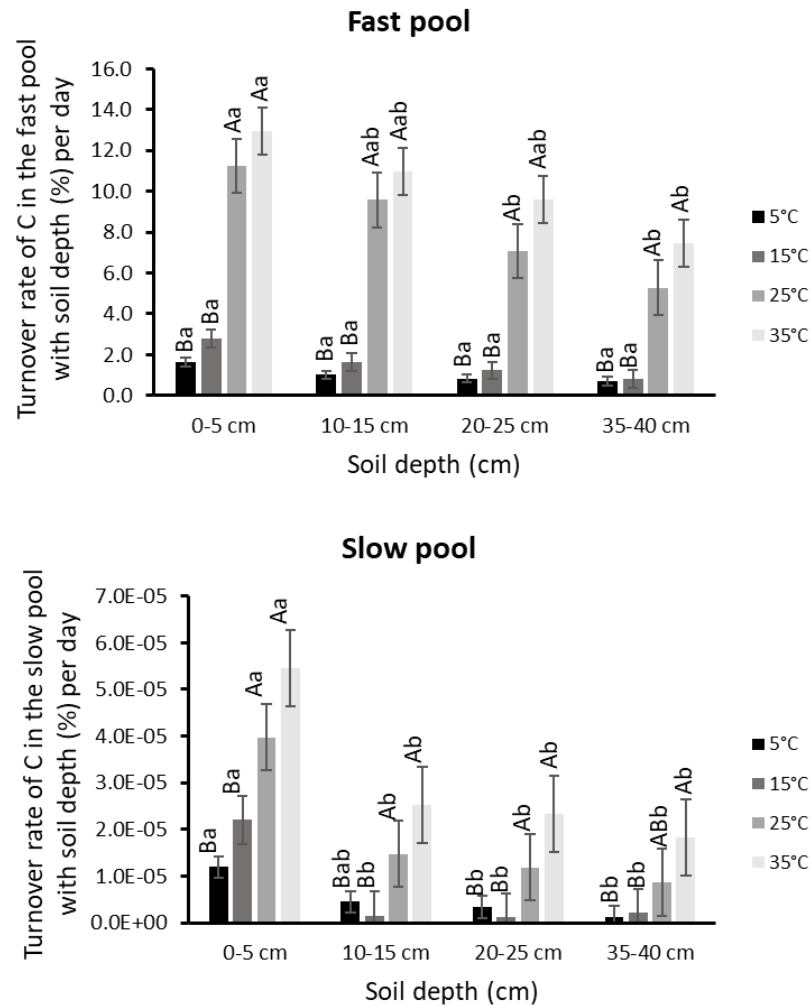 Fast pool
Turnover rate of C in the fast pool
with soil depth (%) per day
16.0
14.0
12.0
10.0
8.0
6.0
4.0
2.0
0.0
Ba
Ba
Aa
Aa
Ba
Ba
Aab
Aab
Ba
Ba
Ab
Aab
Ba
Ba
Ab
Ab
0-5 cm
10-15 cm
20-25 cm
35-40 cm
Soil depth (cm)
5°C
15°C
25°C
35°C
Slow pool
Turnover rate of C in the slow pool
with soil depth (%) per day
7.0E-05
6.0E-05
5.0E-05
4.0E-05
3.0E-05
2.0E-05
1.0E-05
0.0E+00
Ba
Ba
Aa
Aa
Bab
Bb
Ab
Ab
Bb
Bb
Ab
Ab
Bb
Bb
ABb
Ab
0-5 cm
10-15 cm
20-25 cm
35-40 cm
Soil depth (cm)
5°C
15°C
25°C
35°C